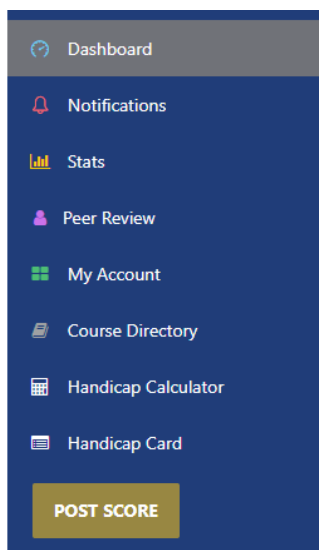 Dashboard
Notifications
Stats
Peer Review
My Account
Course Directory
Handicap Calculator
Handicap Card
POST SCORE